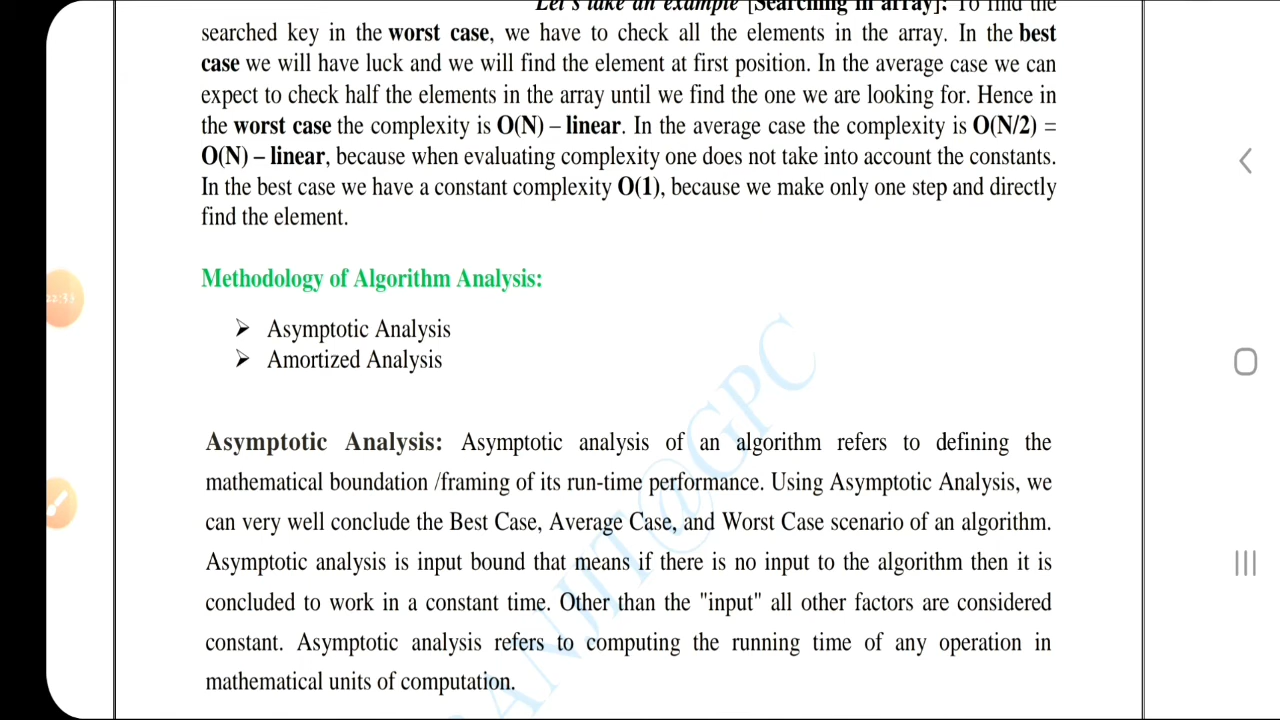 Let's take an example [Searching in array]: To find the
searched key in the worst case, we have to check all the elements in the array. In the best
case we will have luck and we will find the element at first position. In the average case we can
expect to check half the elements in the array until we find the one we are looking for. Hence in
the worst case the complexity is O(N) – linear. In the average case the complexity is O(N/2) =
O(N) – linear, because when evaluating complexity one does not take into account the constants.
In the best case we have a constant complexity O(1), because we make only one step and directly
find the element.
Methodology of Algorithm Analysis:
➢ Asymptotic Analysis
➢ Amortized Analysis
Asymptotic Analysis: Asymptotic analysis of an algorithm refers to defining the
mathematical boundation /framing of its run-time performance. Using Asymptotic Analysis, we
can very well conclude the Best Case, Average Case, and Worst Case scenario of an algorithm.
Asymptotic analysis is input bound that means if there is no input to the algorithm then it is
concluded to work in a constant time. Other than the "input" all other factors are considered
constant. Asymptotic analysis refers to computing the running time of any operation in
mathematical units of computation.